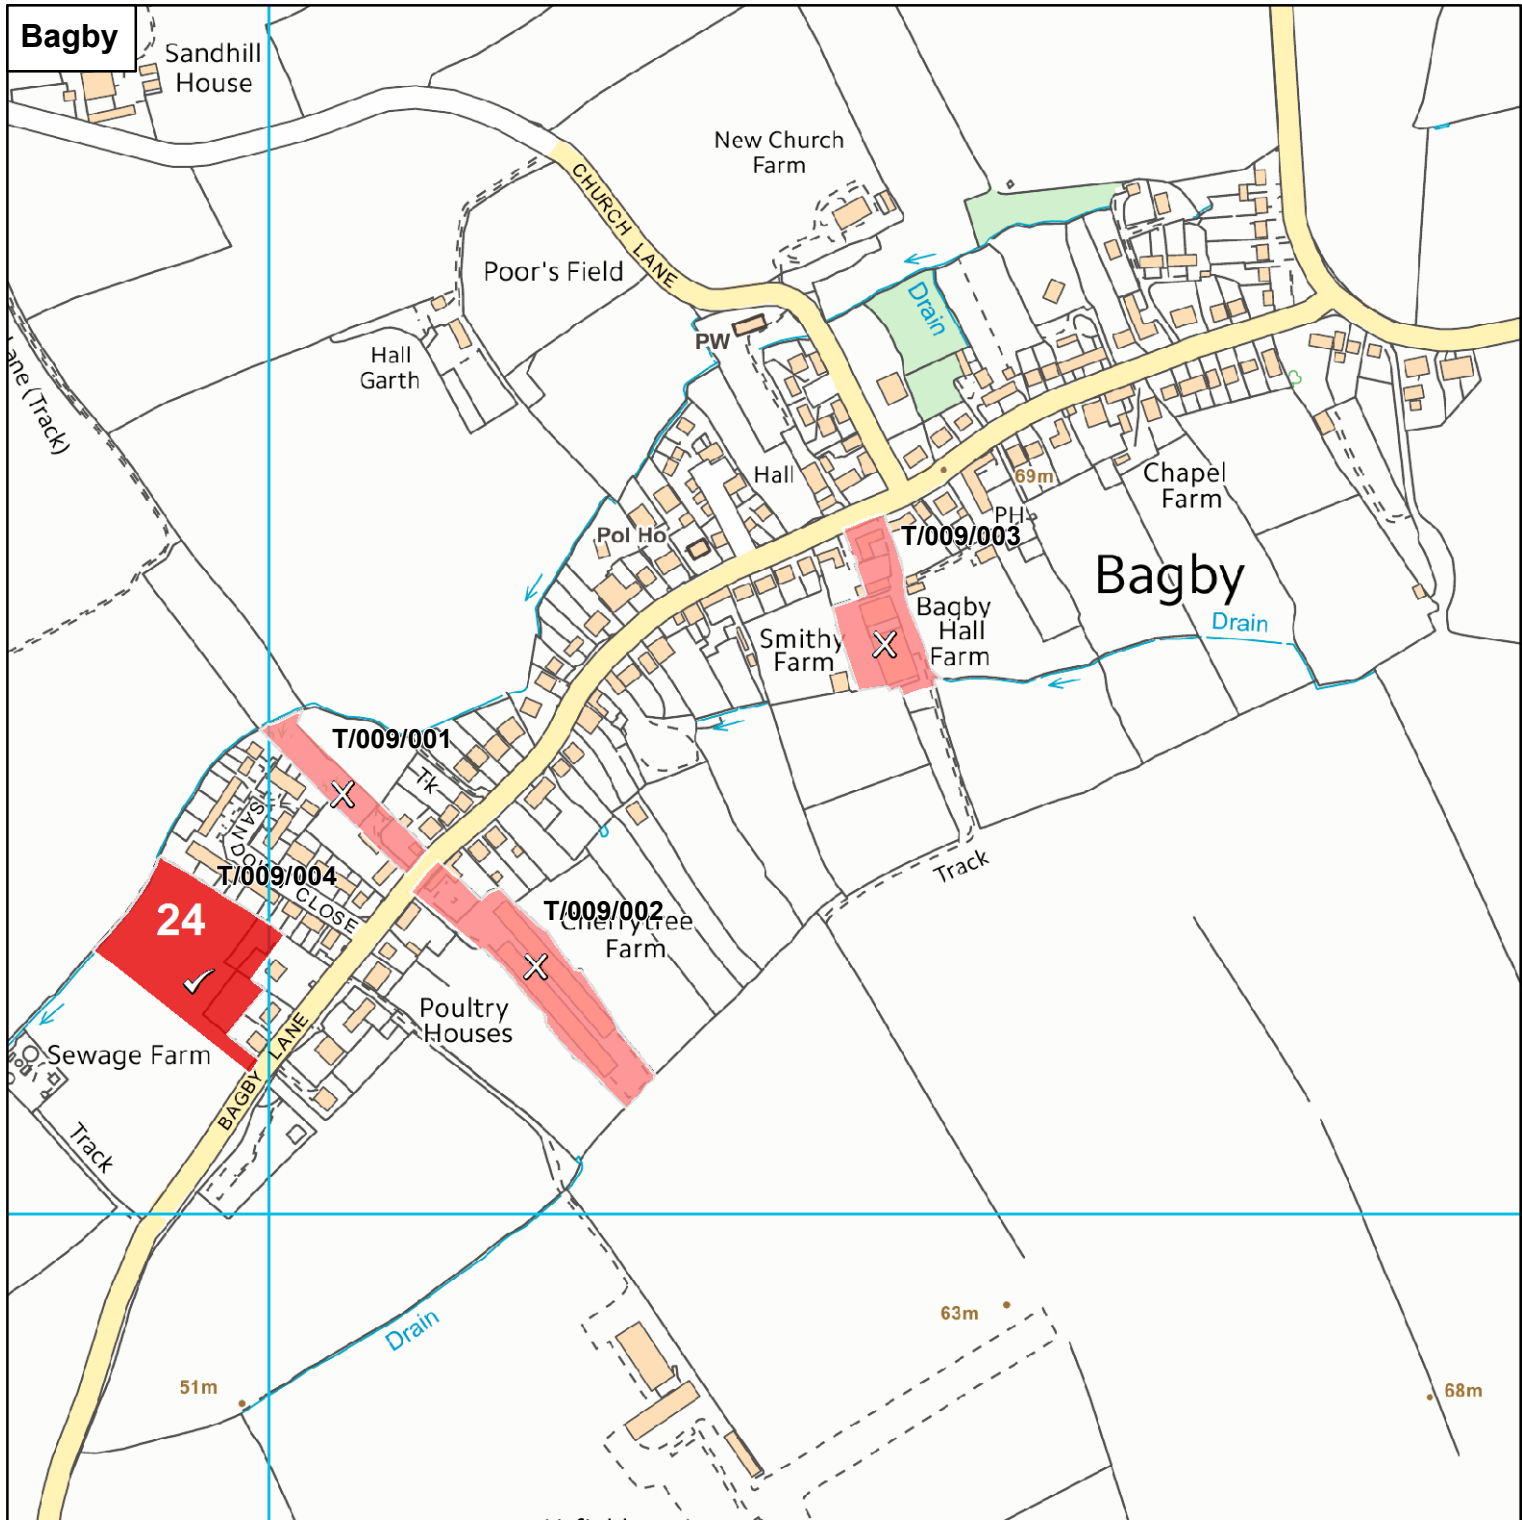 Bagby
Sandhill
House
New Church
Farm
CHURCH LANE
Poor's Field
Drain
PW
Hall
Garth
Lane (Track)
Hall
69m
Chapel
Farm
PH
Pol Ho
T/009/003
Bagby
Bagby
Hall
Farm
Drain
Smithy
Farm
T/009/001
Tk
SANDO
CLOSE
T/009/004
24
T/009/002
Cherrytree
Farm
Track
Poultry
Houses
Sewage Farm
BAGBY LANE
Track
Drain
63m
51m
68m